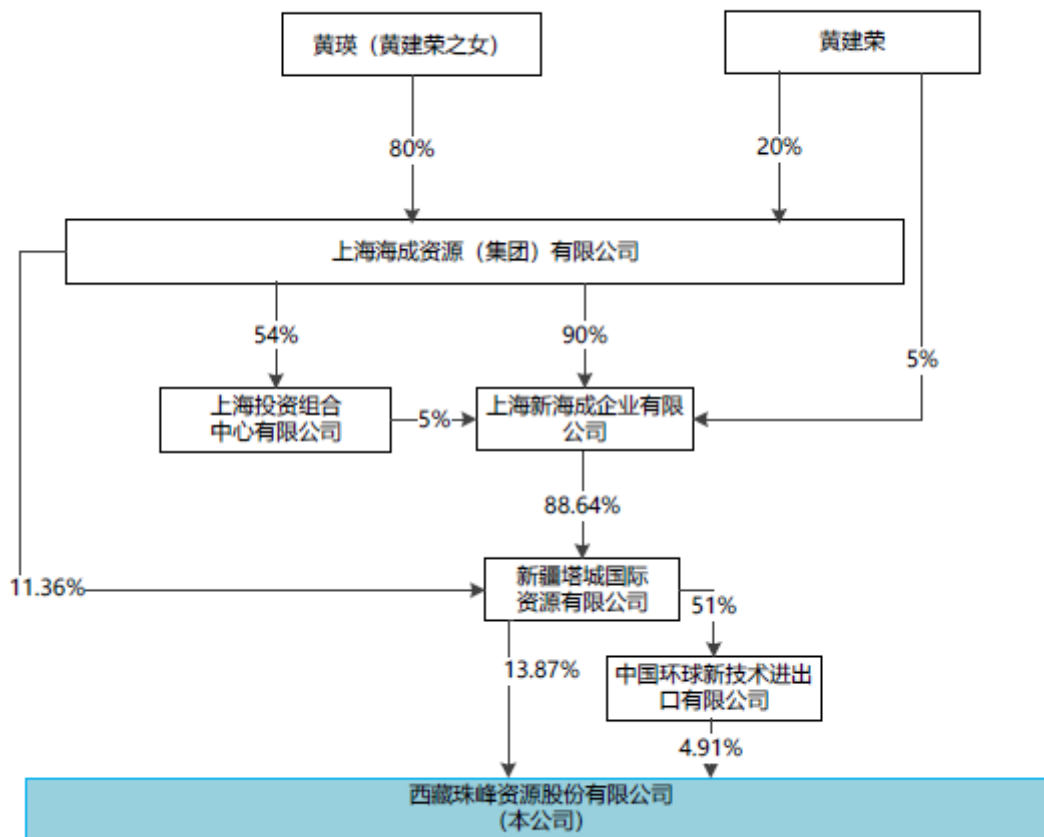 黄瑛（黄建荣之女）
黄建荣
80%
20%
上海海成资源（集团）有限公司
54%
90%
5%
上海投资组合
中心有限公司
5%
上海新海成企业有限
公司
88.64%
11.36%
新疆塔城国际
资源有限公司
51%
13.87%
中国环球新技术进出
口有限公司
4.91%
西藏珠峰资源股份有限公司
（本公司）